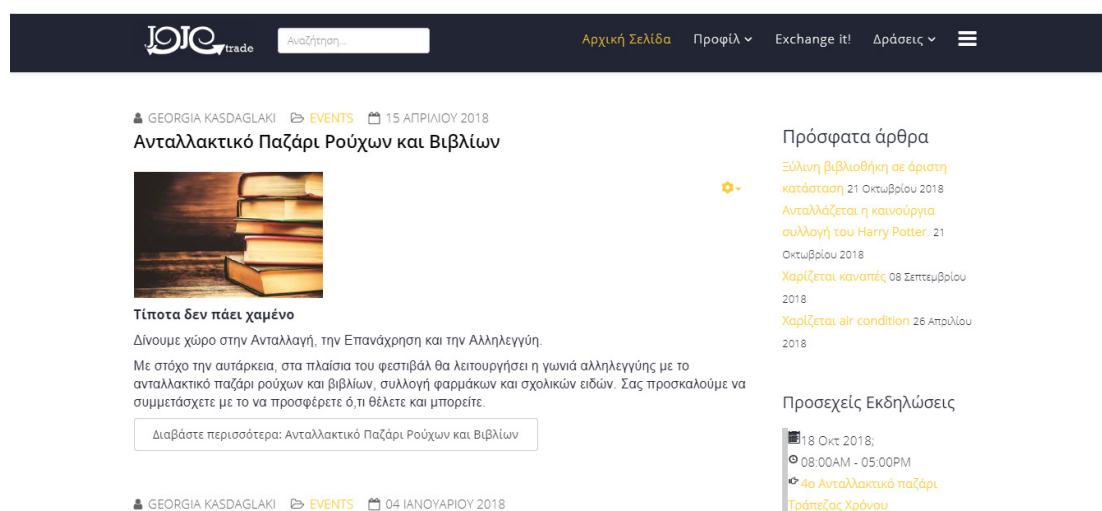 JOJO trade
Αναζήτηση...
Αρχική Σελίδα Προφίλ Exchange it! Δράσεις
GEORGIA KASDAGLAKI EVENTS 15 ΑΠΡΙΛΙΟΥ 2018
Ανταλλακτικό Παζάρι Ρούχων και Βιβλίων
Τίποτα δεν πάει χαμένο
Δίνουμε χώρο στην Ανταλλαγή, την Επανάχρηση και την Αλληλεγγύη.
Με στόχο την αυτάρκεια, στα πλαίσια του φεστιβάλ θα λειτουργήσει η γωνιά αλληλεγγύης με το
ανταλλακτικό παζάρι ρούχων και βιβλίων, συλλογή φαρμάκων και σχολικών ειδών. Σας προσκαλούμε να
συμμετάσχετε με το να προσφέρετε ό,τι θέλετε και μπορείτε.
Διαβάστε περισσότερα: Ανταλλακτικό Παζάρι Ρούχων και Βιβλίων
GEORGIA KASDAGLAKI EVENTS 04 ΙΑΝΟΥΑΡΙΟΥ 2018
Πρόσφατα άρθρα
Ξύλινη βιβλιοθήκη σε άριστη
κατάσταση 21 Οκτωβρίου 2018
Ανταλλάζεται η καινούργια
συλλογή του Harry Potter. 21
Οκτωβρίου 2018
Χαρίζεται καναπές 08 Σεπτεμβρίου
2018
Χαρίζεται air condition 26 Απριλίου
2018
Προσεχείς Εκδηλώσεις
18 Οκτ 2018;
08:00AM - 05:00PM
4ο Ανταλλακτικό παζάρι
Τράπεζας Χρόνου